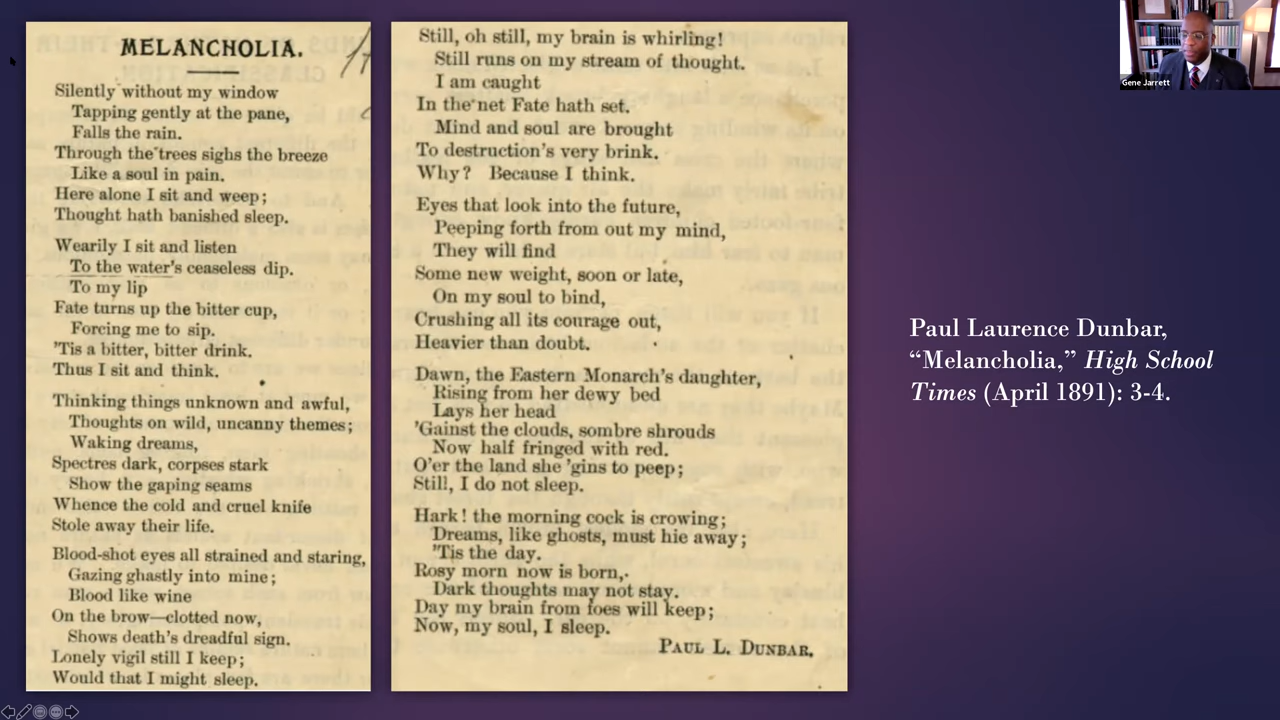 MELANCHOLIA.
Silently without my window
Tapping gently at the pane,
Falls the rain.
Through the trees sighs the breeze
Like a soul in pain.
Here alone I sit and weep;
Thought hath banished sleep.
Wearily I sit and listen
To the water's ceaseless dip.
To my lip
Fate turns up the bitter cup,
Forcing me to sip.
'Tis a bitter, bitter drink.
Thus I sit and think.
Thinking things unknown and awful,
Thoughts on wild, uncanny themes;
Waking dreams,
Spectres dark, corpses stark
Show the gaping seams
Whence the cold and cruel knife
Stole away their life.
Blood-shot eyes all strained and staring,
Gazing ghastly into mine;
Blood like wine
On the brow—clotted now,
Shows death's dreadful sign.
Lonely vigil still I keep;
Would that I might sleep.
Still, oh still, my brain is whirling!
Still runs on my stream of thought.
I am caught
In the net Fate hath set.
Mind and soul are brought
To destruction's very brink.
Why? Because I think.
Eyes that look into the future,
Peeping forth from out my mind,
They will find
Some new weight, soon or late,
On my soul to bind,
Crushing all its courage out,
Heavier than doubt.
Dawn, the Eastern Monarch's daughter,
Rising from her dewy bed
Lays her head
'Gainst the clouds, sombre shrouds
Now half fringed with red.
O'er the land she 'gins to peep;
Still, I do not sleep.
Hark! the morning cock is crowing;
Dreams, like ghosts, must hie away;
'Tis the day.
Rosy morn now is born,
Dark thoughts may not stay.
Day my brain from foes will keep;
Now, my soul, I sleep.
PAUL L. DUNBAR.
Paul Laurence Dunbar,
“Melancholia,” High School
Times (April 1891): 3-4.
Gene Jarrett